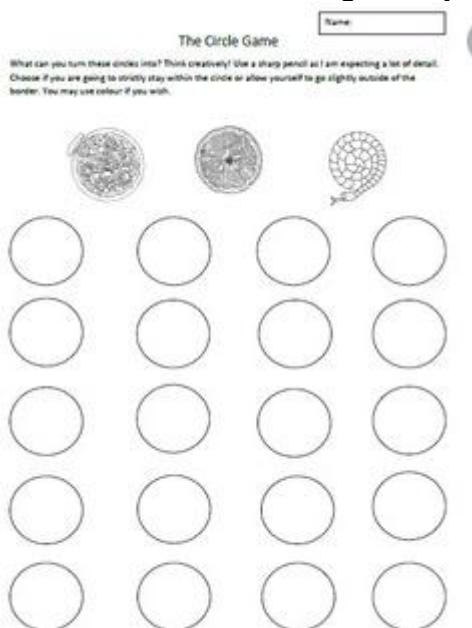 Name:
The Circle Game
What can you turn these circles into? Think creatively! Use a sharp pencil as I am expecting a lot of detail.
Choose if you are going to strictly stay within the circle or allow yourself to go slightly outside of the
border. You may use colour if you wish.